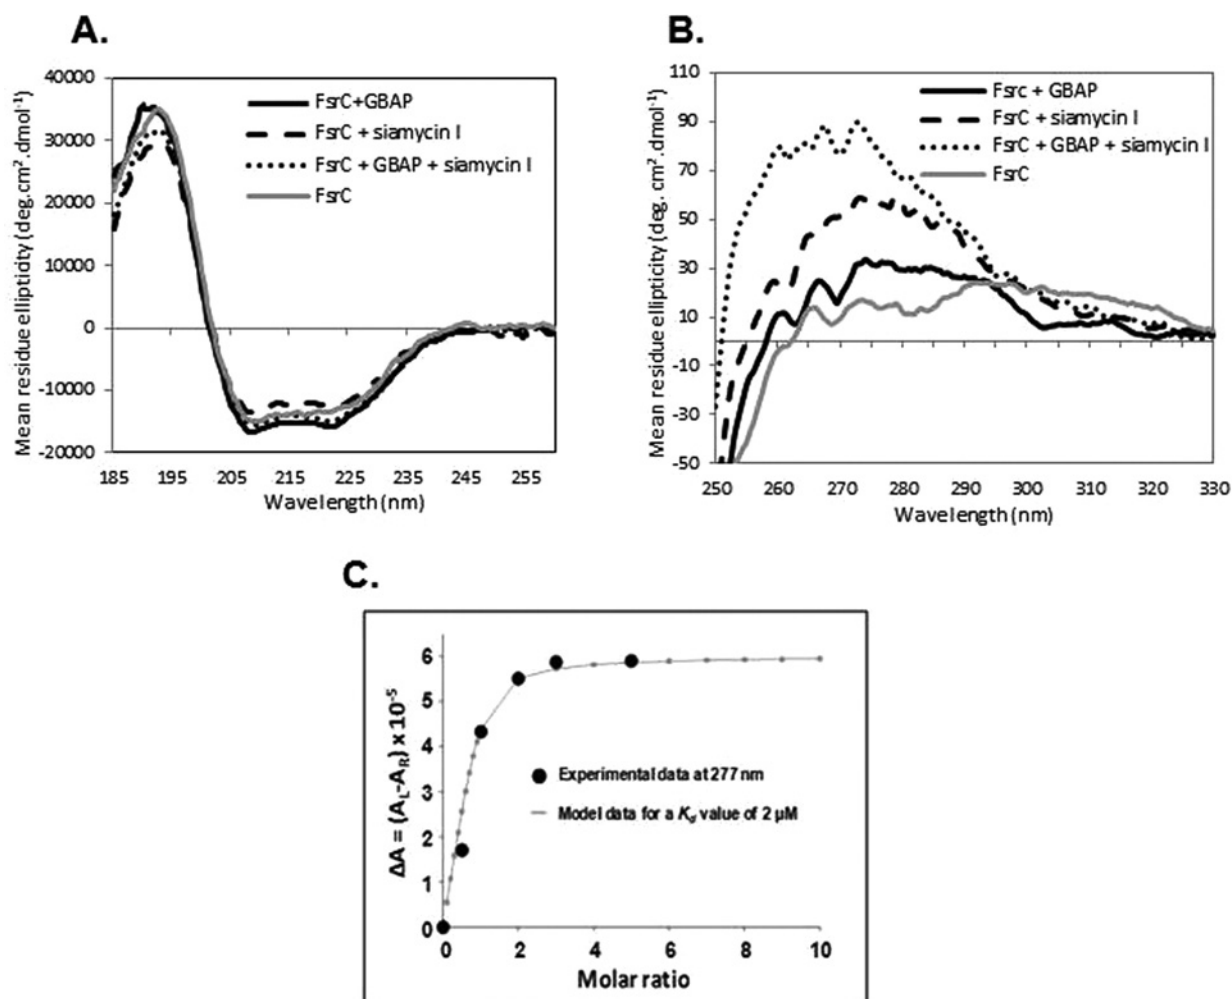 A.
Mean residue ellipticity (deg. cm².dmol⁻¹)
40000
30000
20000
10000
0
-10000
-20000
185 195 205 215 225 235 245 255
Wavelength (nm)
FsrC+GBAP
FsrC + siamycin I
FsrC + GBAP + siamycin I
FsrC
B.
Mean residue ellipticity (deg. cm².dmol⁻¹)
110
90
70
50
30
10
-10
-30
-50
250 260 270 280 290 300 310 320 330
Wavelength (nm)
Fsrc + GBAP
FsrC + siamycin I
FsrC + GBAP + siamycin I
FsrC
C.
ΔA = (A_L-A_R) x 10⁻⁵
6
5
4
3
2
1
0
0 2 4 6 8 10
Molar ratio
Experimental data at 277 nm
Model data for a K_d value of 2 µM